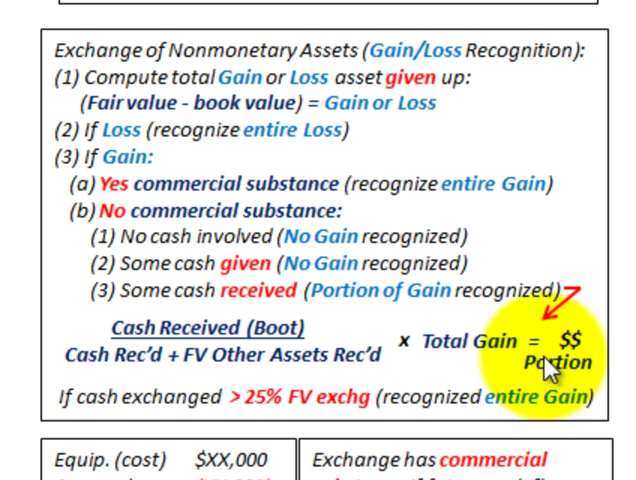 Exchange of Nonmonetary Assets (Gain/Loss Recognition):
(1) Compute total Gain or Loss asset given up:
(Fair value - book value) = Gain or Loss
(2) If Loss (recognize entire Loss)
(3) If Gain:
(a) Yes commercial substance (recognize entire Gain)
(b) No commercial substance:
(1) No cash involved (No Gain recognized)
(2) Some cash given (No Gain recognized)
(3) Some cash received (Portion of Gain recognized)
Cash Received (Boot)
Cash Rec'd + FV Other Assets Rec'd x Total Gain = $$
Portion
If cash exchanged > 25% FV exchg (recognized entire Gain)
Equip. (cost) $XX,000
Exchange has commercial